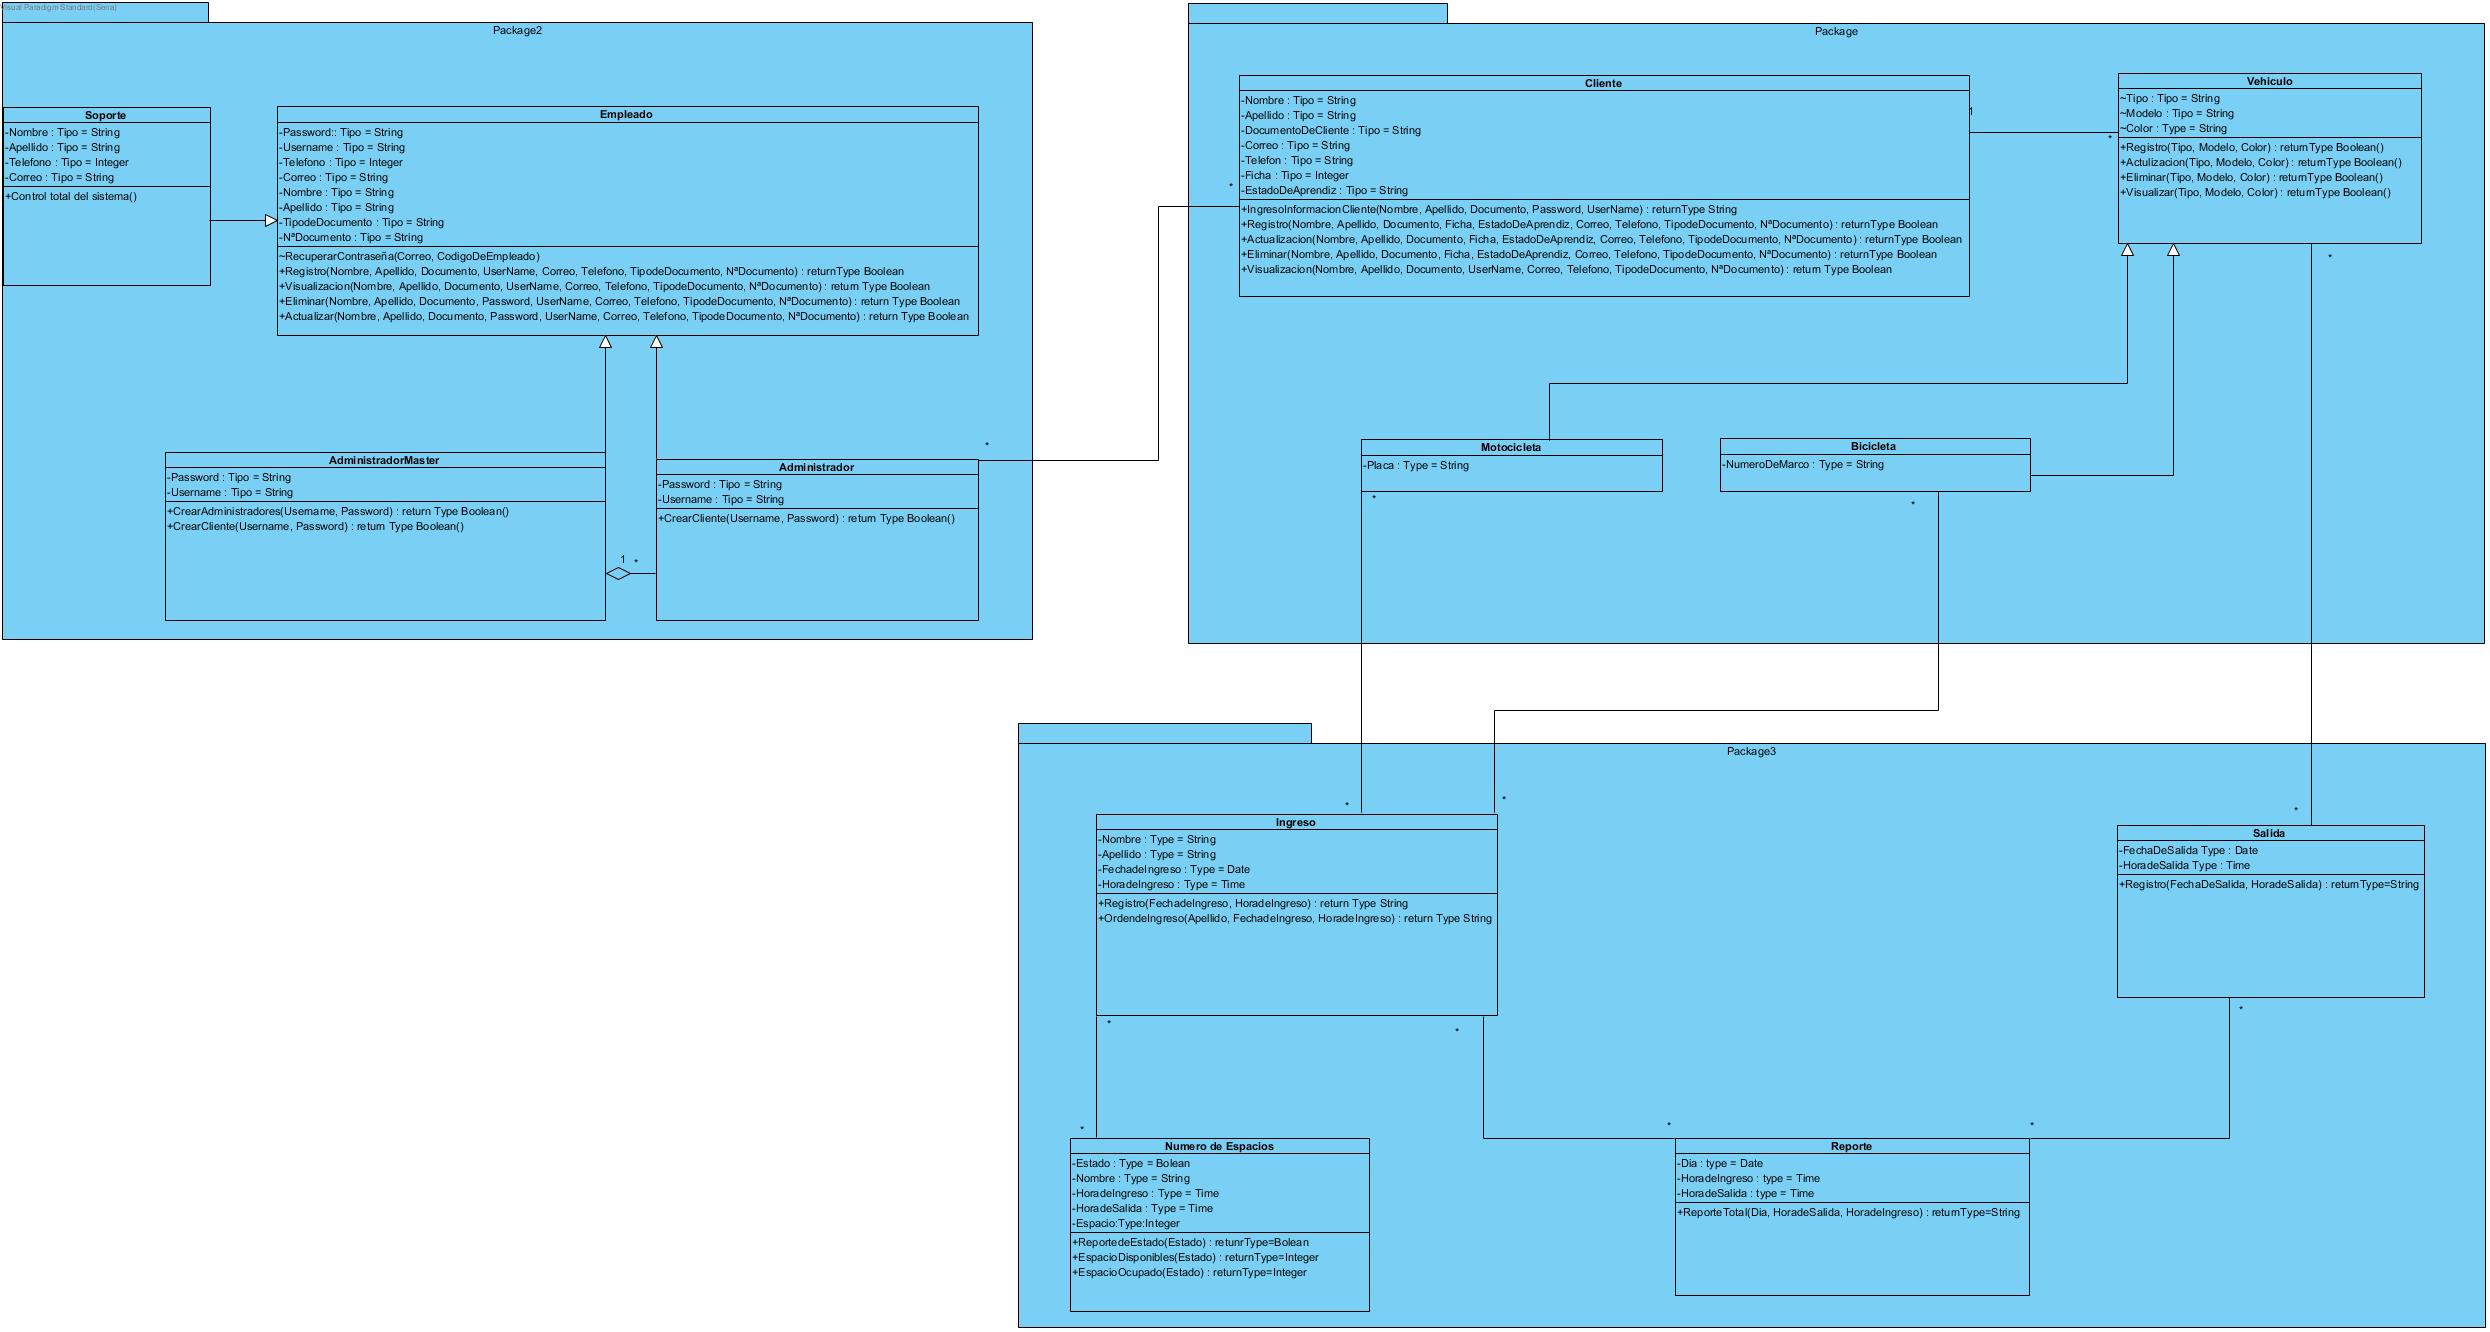 Visual Paradigm Standard(Sena)
Package2
Soporte
-Nombre : Tipo = String
-Apellido : Tipo = String
-Telefono : Tipo = Integer
-Correo : Tipo = String
+Control total del sistema()
Empleado
-Password:: Tipo = String
-Username : Tipo = String
-Telefono : Tipo = Integer
-Correo : Tipo = String
-Nombre : Tipo = String
-Apellido : Tipo = String
-TipodeDocumento : Tipo = String
-NªDocumento : Tipo = String
~RecuperarContraseña(Correo, CodigoDeEmpleado)
+Registro(Nombre, Apellido, Documento, UserName, Correo, Telefono, TipodeDocumento, NªDocumento) : returnType Boolean
+Visualizacion(Nombre, Apellido, Documento, UserName, Correo, Telefono, TipodeDocumento, NªDocumento) : return Type Boolean
+Eliminar(Nombre, Apellido, Documento, Password, UserName, Correo, Telefono, TipodeDocumento, NªDocumento) : return Type Boolean
+Actualizar(Nombre, Apellido, Documento, Password, UserName, Correo, Telefono, TipodeDocumento, NªDocumento) : return Type Boolean
AdministradorMaster
-Password : Tipo = String
-Username : Tipo = String
+CrearAdministradores(Username, Password) : return Type Boolean()
+CrearCliente(Username, Password) : return Type Boolean()
1 *
Administrador
-Password : Tipo = String
-Username : Tipo = String
+CrearCliente(Username, Password) : return Type Boolean()
*
Package
Cliente
-Nombre : Tipo = String
-Apellido : Tipo = String
-DocumentoDeCliente : Tipo = String
-Correo : Tipo = String
-Telefon : Tipo = String
-Ficha : Tipo = Integer
-EstadoDeAprendiz : Tipo = String
+IngresoInformacionCliente(Nombre, Apellido, Documento, Password, UserName) : returnType String
+Registro(Nombre, Apellido, Documento, Ficha, EstadoDeAprendiz, Correo, Telefono, TipodeDocumento, NªDocumento) : returnType Boolean
+Actualizacion(Nombre, Apellido, Documento, Ficha, EstadoDeAprendiz, Correo, Telefono, TipodeDocumento, NªDocumento) : returnType Boolean
+Eliminar(Nombre, Apellido, Documento, Ficha, EstadoDeAprendiz, Correo, Telefono, TipodeDocumento, NªDocumento) : returnType Boolean
+Visualizacion(Nombre, Apellido, Documento, UserName, Correo, Telefono, TipodeDocumento, NªDocumento) : return Type Boolean
*
1
*
Vehiculo
~Tipo : Tipo = String
~Modelo : Tipo = String
~Color : Type = String
+Registro(Tipo, Modelo, Color) : returnType Boolean()
+Actulizacion(Tipo, Modelo, Color) : returnType Boolean()
+Eliminar(Tipo, Modelo, Color) : returnType Boolean()
+Visualizar(Tipo, Modelo, Color) : returnType Boolean()
*
Motocicleta
-Placa : Type = String
*
Bicicleta
-NumeroDeMarco : Type = String
*
Package3
*
*
*
Ingreso
-Nombre : Type = String
-Apellido : Type = String
-FechadeIngreso : Type = Date
-HoradeIngreso : Type = Time
+Registro(FechadeIngreso, HoradeIngreso) : return Type String
+OrdendeIngreso(Apellido, FechadeIngreso, HoradeIngreso) : return Type String
*
*
Salida
-FechaDeSalida Type : Date
-HoradeSalida Type : Time
+Registro(FechaDeSalida, HoradeSalida) : returnType=String
*
*
Numero de Espacios
-Estado : Type = Bolean
-Nombre : Type = String
-HoradeIngreso : Type = Time
-HoradeSalida : Type = Time
-Espacio:Type:Integer
+ReportedeEstado(Estado) : retunrType=Bolean
+EspacioDisponibles(Estado) : returnType=Integer
+EspacioOcupado(Estado) : returnType=Integer
*
*
Reporte
-Dia : type = Date
-HoradeIngreso : type = Time
-HoradeSalida : type = Time
+ReporteTotal(Dia, HoradeSalida, HoradeIngreso) : returnType=String